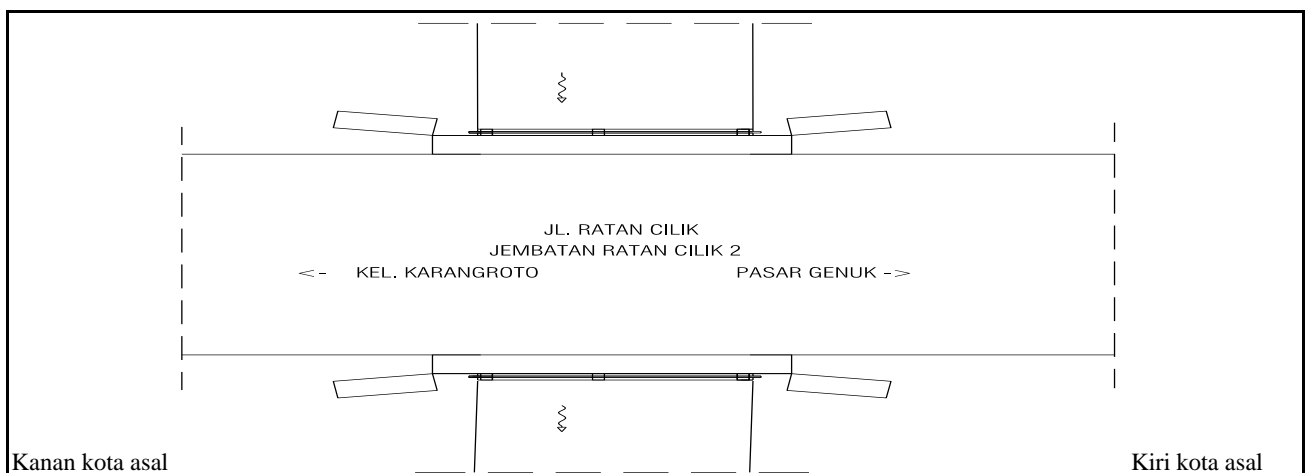 JL. RATAN CILIK
JEMBATAN RATAN CILIK 2
<- KEL. KARANGROTO PASAR GENUK ->
Kanan kota asal Kiri kota asal